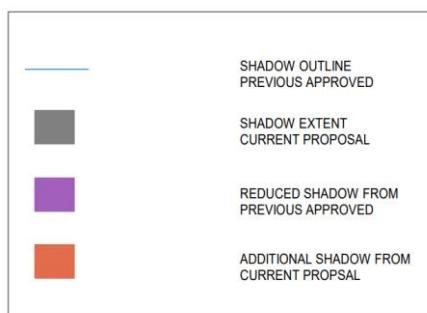 SHADOW OUTLINE
PREVIOUS APPROVED
SHADOW EXTENT
CURRENT PROPOSAL
REDUCED SHADOW FROM
PREVIOUS APPROVED
ADDITIONAL SHADOW FROM
CURRENT PROPSAL